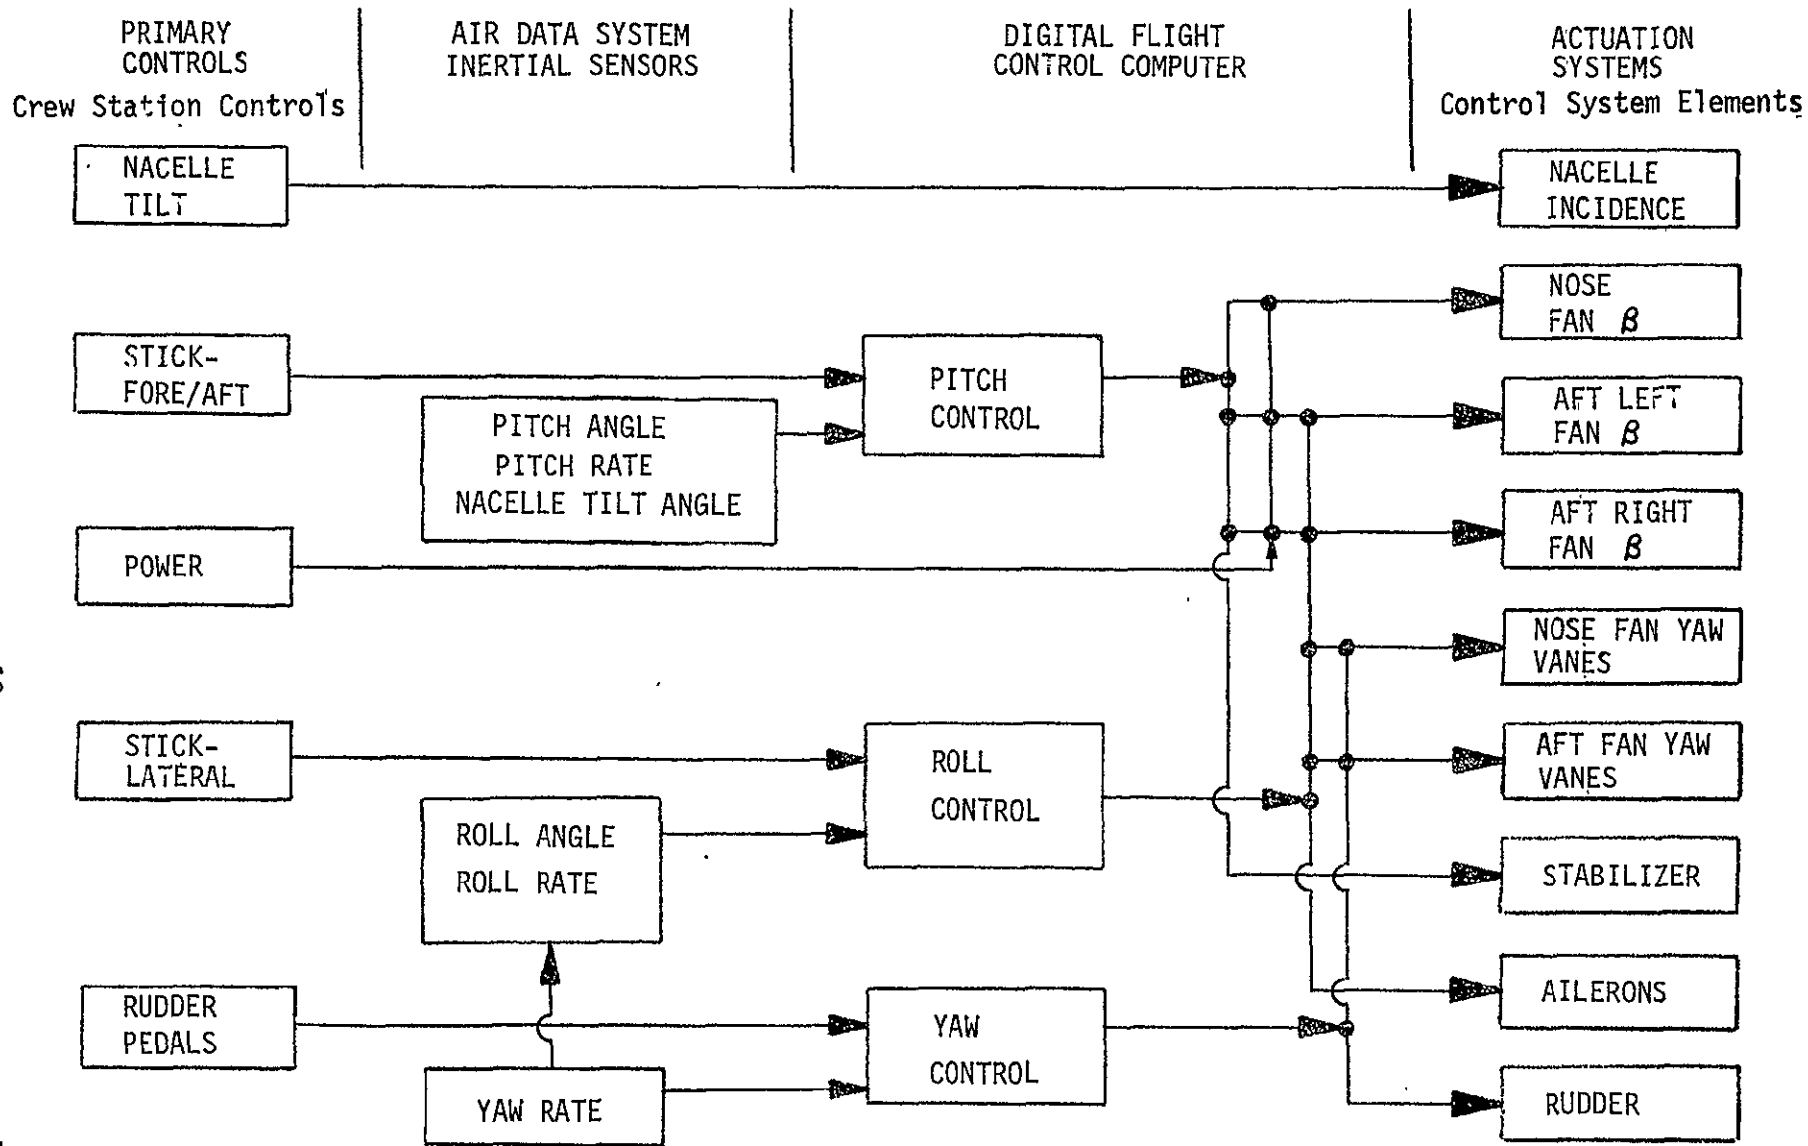 PRIMARY
CONTROLS
Crew Station Controls
AIR DATA SYSTEM
INERTIAL SENSORS
DIGITAL FLIGHT
CONTROL COMPUTER
ACTUATION
SYSTEMS
Control System Elements
NACELLE
TILT
NACELLE
INCIDENCE
NOSE
FAN β
STICK-
FORE/AFT
PITCH
CONTROL
PITCH ANGLE
PITCH RATE
NACELLE TILT ANGLE
AFT LEFT
FAN β
AFT RIGHT
FAN β
POWER
NOSE FAN YAW
VANES
STICK-
LATERAL
ROLL
CONTROL
AFT FAN YAW
VANES
ROLL ANGLE
ROLL RATE
STABILIZER
AILERONS
RUDDER
PEDALS
YAW
CONTROL
YAW RATE
RUDDER